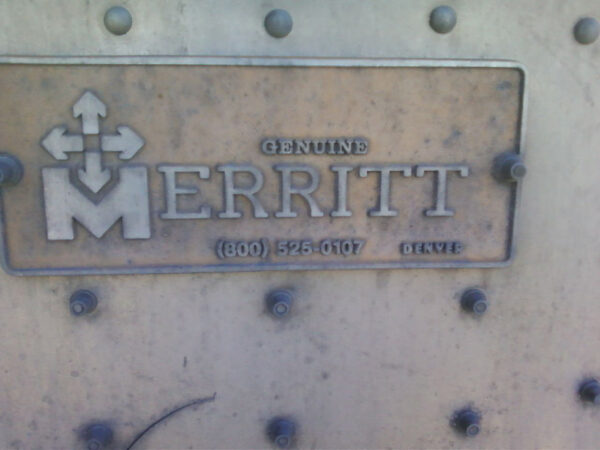 GENUINE
MERRITT
(800) 525-0107 DENVER